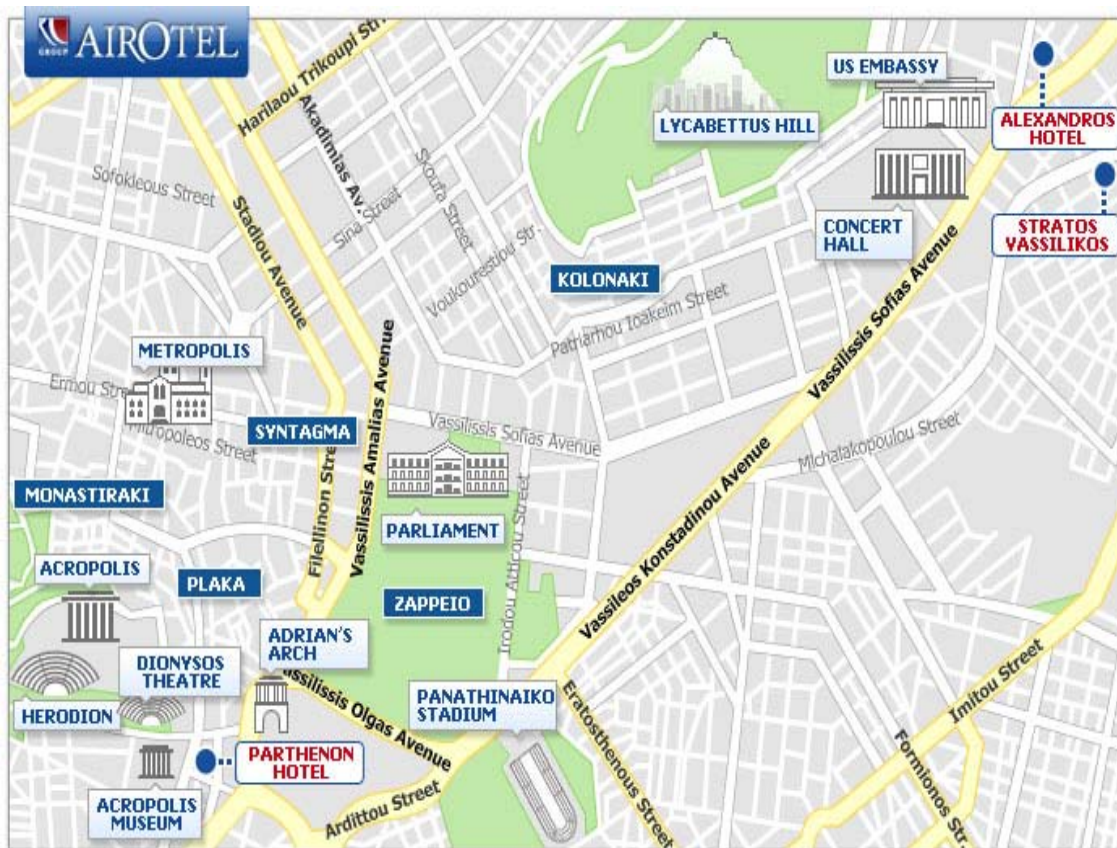 GROUP AIROTEL
Harilaou Trikoupi Str.
Akadimias Av.
Skoufa Street
LYCABETTUS HILL
US EMBASSY
ALEXANDROS
HOTEL
Sofokleous Street
Sina Street
Stadiou Avenue
Voukourestiou Str.
KOLONAKI
CONCERT
HALL
STRATOS
VASSILIKOS
METROPOLIS
Patriarhou Ioakeim Street
Vassilissis Sofias Avenue
Ermou Street
Mitropoleos Street
SYNTAGMA
Vassilissis Amalias Avenue
Vassilissis Sofias Avenue
Michalakopoulou Street
MONASTIRAKI
Filellinon Street
PARLIAMENT
Irodou Attikou Street
Vassileos Konstadinou Avenue
ACROPOLIS
PLAKA
ZAPPEIO
ADRIAN'S
ARCH
DIONYSOS
THEATRE
HERODION
Vassilissis Olgas Avenue
PANATHINAIKO
STADIUM
Eratosthenous Street
Imitou Street
Formionos Str.
PARTHENON
HOTEL
ACROPOLIS
MUSEUM
Ardittou Street